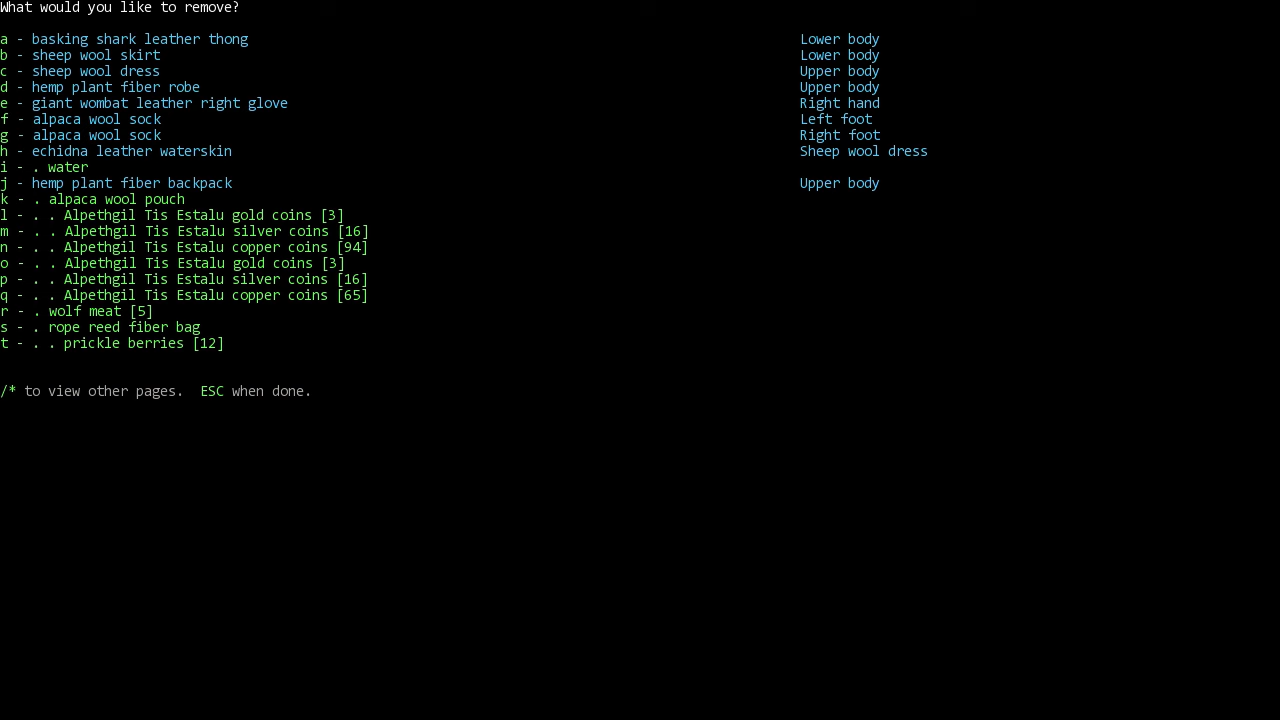 What would you like to remove?
a - basking shark leather thong Lower body
b - sheep wool skirt Lower body
c - sheep wool dress Upper body
d - hemp plant fiber robe Upper body
e - giant wombat leather right glove Right hand
f - alpaca wool sock Left foot
g - alpaca wool sock Right foot
h - echidna leather waterskin Sheep wool dress
i - . water
j - hemp plant fiber backpack Upper body
k - . alpaca wool pouch
l - . . Alpethgil Tis Estalu gold coins [3]
m - . . Alpethgil Tis Estalu silver coins [16]
n - . . Alpethgil Tis Estalu copper coins [94]
o - . . Alpethgil Tis Estalu gold coins [3]
p - . . Alpethgil Tis Estalu silver coins [16]
q - . . Alpethgil Tis Estalu copper coins [65]
r - . wolf meat [5]
s - . rope reed fiber bag
t - . . prickle berries [12]
/* to view other pages.  ESC when done.